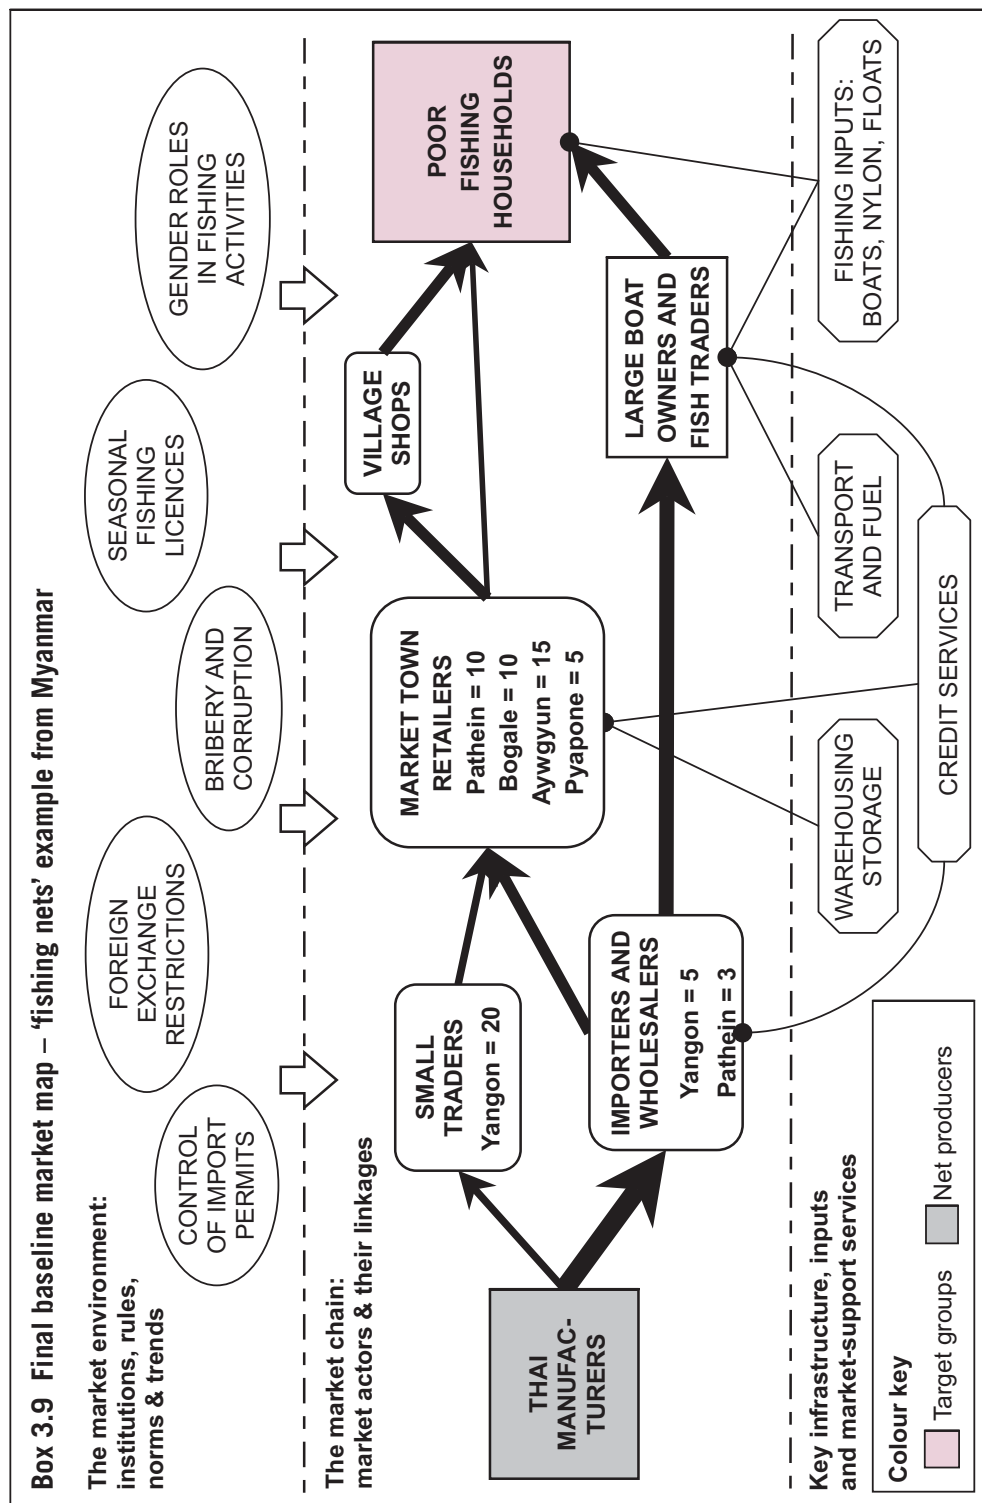 Box 3.9 Final baseline market map – ‘fishing nets’ example from Myanmar
The market environment:
institutions, rules,
norms & trends
CONTROL
OF IMPORT
PERMITS
FOREIGN
EXCHANGE
RESTRICTIONS
BRIBERY AND
CORRUPTION
SEASONAL
FISHING
LICENCES
GENDER ROLES
IN FISHING
ACTIVITIES
The market chain:
market actors & their linkages
THAI
MANUFAC-
TURERS
SMALL
TRADERS
Yangon = 20
IMPORTERS AND
WHOLESALERS
Yangon = 5
Pathein = 3
MARKET TOWN
RETAILERS
Pathein = 10
Bogale = 10
Aywgyun = 15
Pyapone = 5
VILLAGE
SHOPS
LARGE BOAT
OWNERS AND
FISH TRADERS
POOR
FISHING
HOUSEHOLDS
Key infrastructure, inputs
and market-support services
WAREHOUSING
STORAGE
CREDIT SERVICES
TRANSPORT
AND FUEL
FISHING INPUTS:
BOATS, NYLON, FLOATS
Colour key
Target groups
Net producers